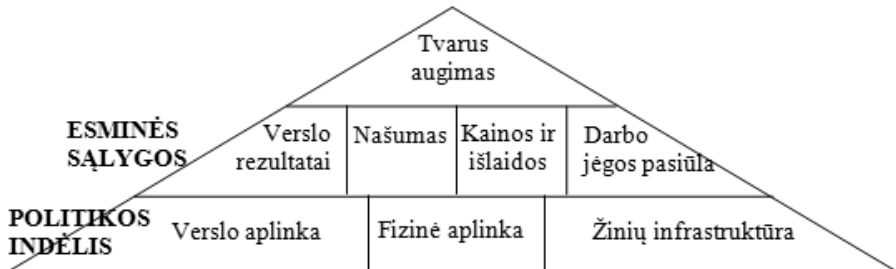 Tvarus
augimas
ESMINĖS
SĄLYGOS
Verslo
rezultatai
Našumas
Kainos ir
išlaidos
Darbo
jėgos pasiūla
POLITIKOS
INDĖLIS
Verslo aplinka
Fizinė aplinka
Žinių infrastruktūra